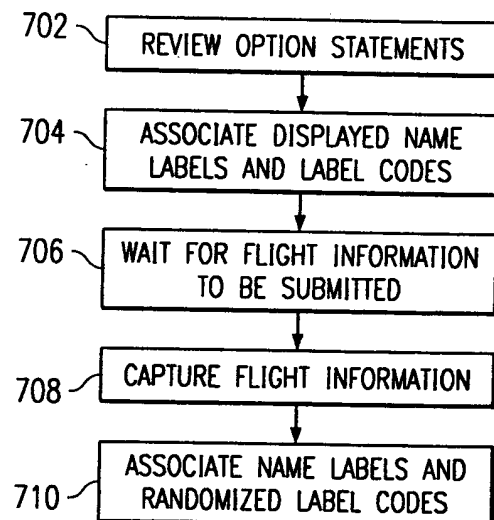 702
REVIEW OPTION STATEMENTS
704
ASSOCIATE DISPLAYED NAME
LABELS AND LABEL CODES
706
WAIT FOR FLIGHT INFORMATION
TO BE SUBMITTED
708
CAPTURE FLIGHT INFORMATION
710
ASSOCIATE NAME LABELS AND
RANDOMIZED LABEL CODES